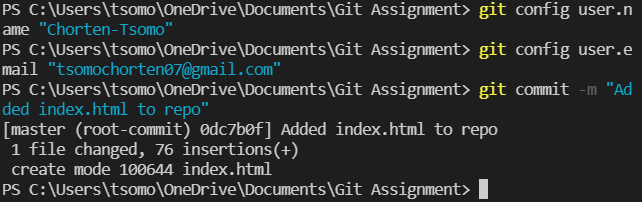 PS C:\Users\tsomo\OneDrive\Documents\Git Assignment> git config user.n
ame "Chorten-Tsomo"
PS C:\Users\tsomo\OneDrive\Documents\Git Assignment> git config user.e
mail "tsomochorten07@gmail.com"
PS C:\Users\tsomo\OneDrive\Documents\Git Assignment> git commit -m "Ad
ded index.html to repo"
[master (root-commit) 0dc7b0f] Added index.html to repo
 1 file changed, 76 insertions(+)
 create mode 100644 index.html
PS C:\Users\tsomo\OneDrive\Documents\Git Assignment>